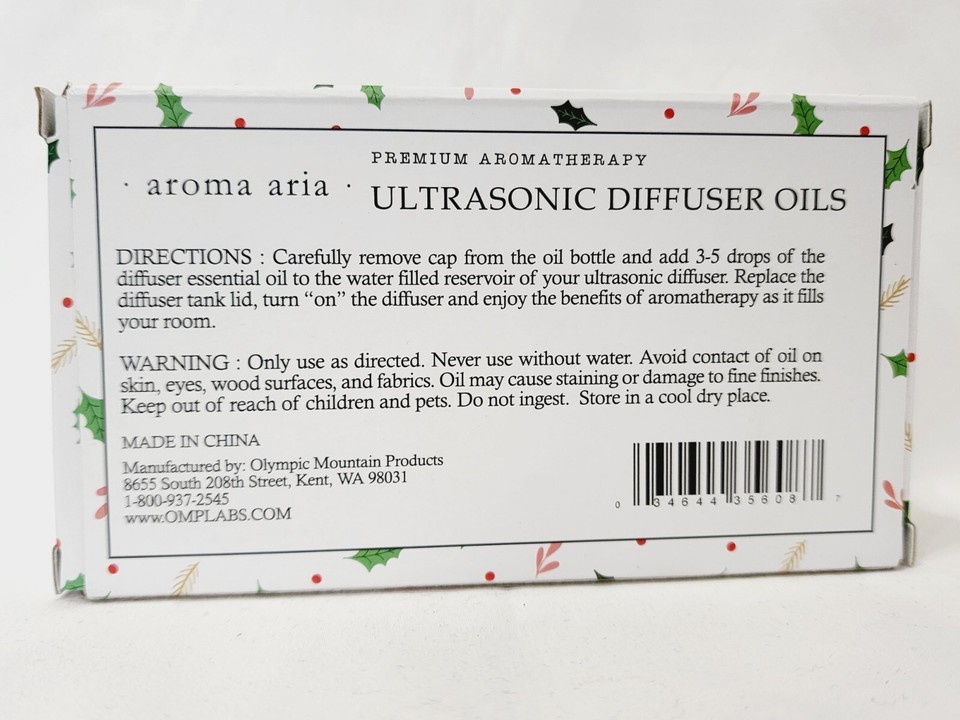 PREMIUM AROMATHERAPY
· aroma aria ·
ULTRASONIC DIFFUSER OILS
DIRECTIONS : Carefully remove cap from the oil bottle and add 3-5 drops of the
diffuser essential oil to the water filled reservoir of your ultrasonic diffuser. Replace the
diffuser tank lid, turn “on” the diffuser and enjoy the benefits of aromatherapy as it fills
your room.
WARNING : Only use as directed. Never use without water. Avoid contact of oil on
skin, eyes, wood surfaces, and fabrics. Oil may cause staining or damage to fine finishes.
Keep out of reach of children and pets. Do not ingest. Store in a cool dry place.
MADE IN CHINA
Manufactured by: Olympic Mountain Products
8655 South 208th Street, Kent, WA 98031
1-800-937-2545
www.OMPLABS.COM
0 34644 35608 7